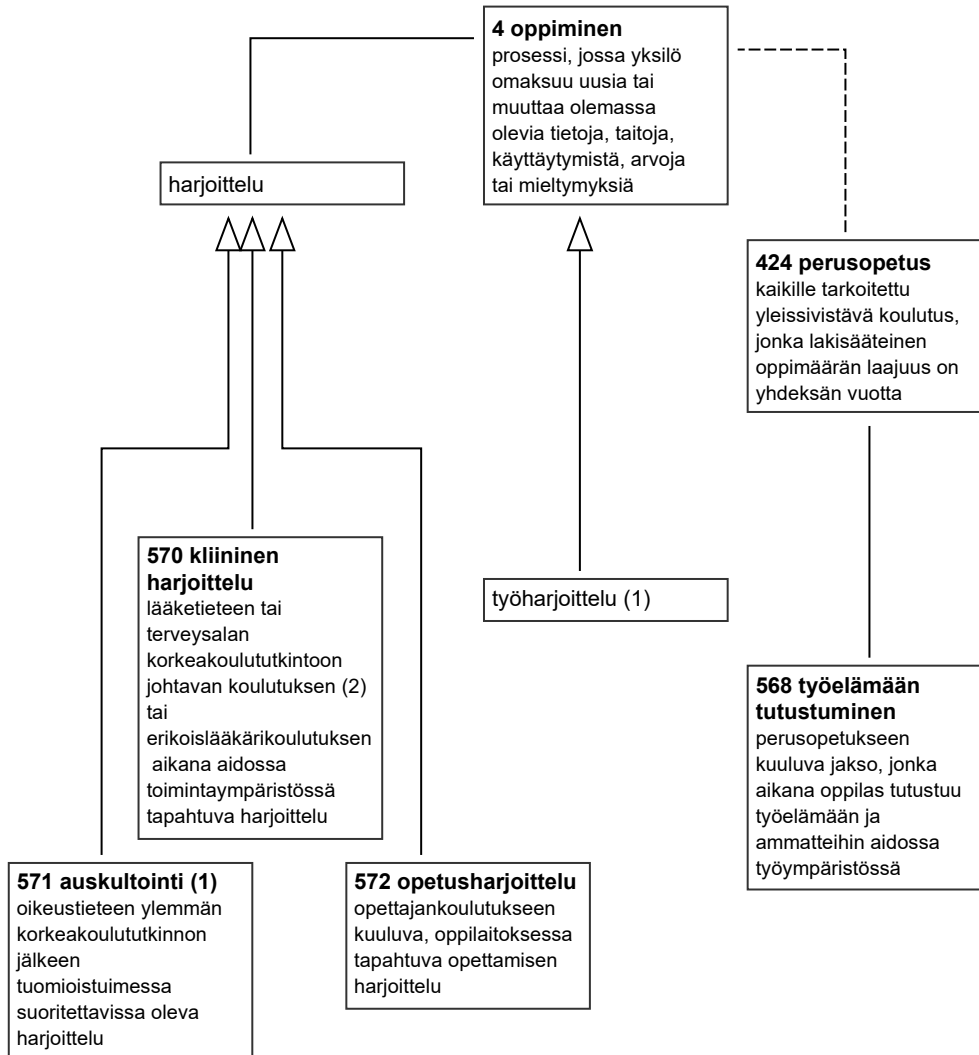 4 oppiminen
prosessi, jossa yksilö
omaksuu uusia tai
muuttaa olemassa
olevia tietoja, taitoja,
käyttäytymistä, arvoja
tai mieltymyksiä
harjoittelu
424 perusopetus
kaikille tarkoitettu
yleissivistävä koulutus,
jonka lakisääteinen
oppimäärän laajuus on
yhdeksän vuotta
570 kliininen
harjoittelu
lääketieteen tai
terveysalan
korkeakoulututkintoon
johtavan koulutuksen (2)
tai
erikoislääkärikoulutuksen
aikana aidossa
toimintaympäristössä
tapahtuva harjoittelu
työharjoittelu (1)
568 työelämään
tutustuminen
perusopetukseen
kuuluva jakso, jonka
aikana oppilas tutustuu
työelämään ja
ammatteihin aidossa
työympäristössä
571 auskultointi (1)
oikeustieteen ylemmän
korkeakoulututkinnon
jälkeen
tuomioistuimessa
suoritettavissa oleva
harjoittelu
572 opetusharjoittelu
opettajankoulutukseen
kuuluva, oppilaitoksessa
tapahtuva opettamisen
harjoittelu